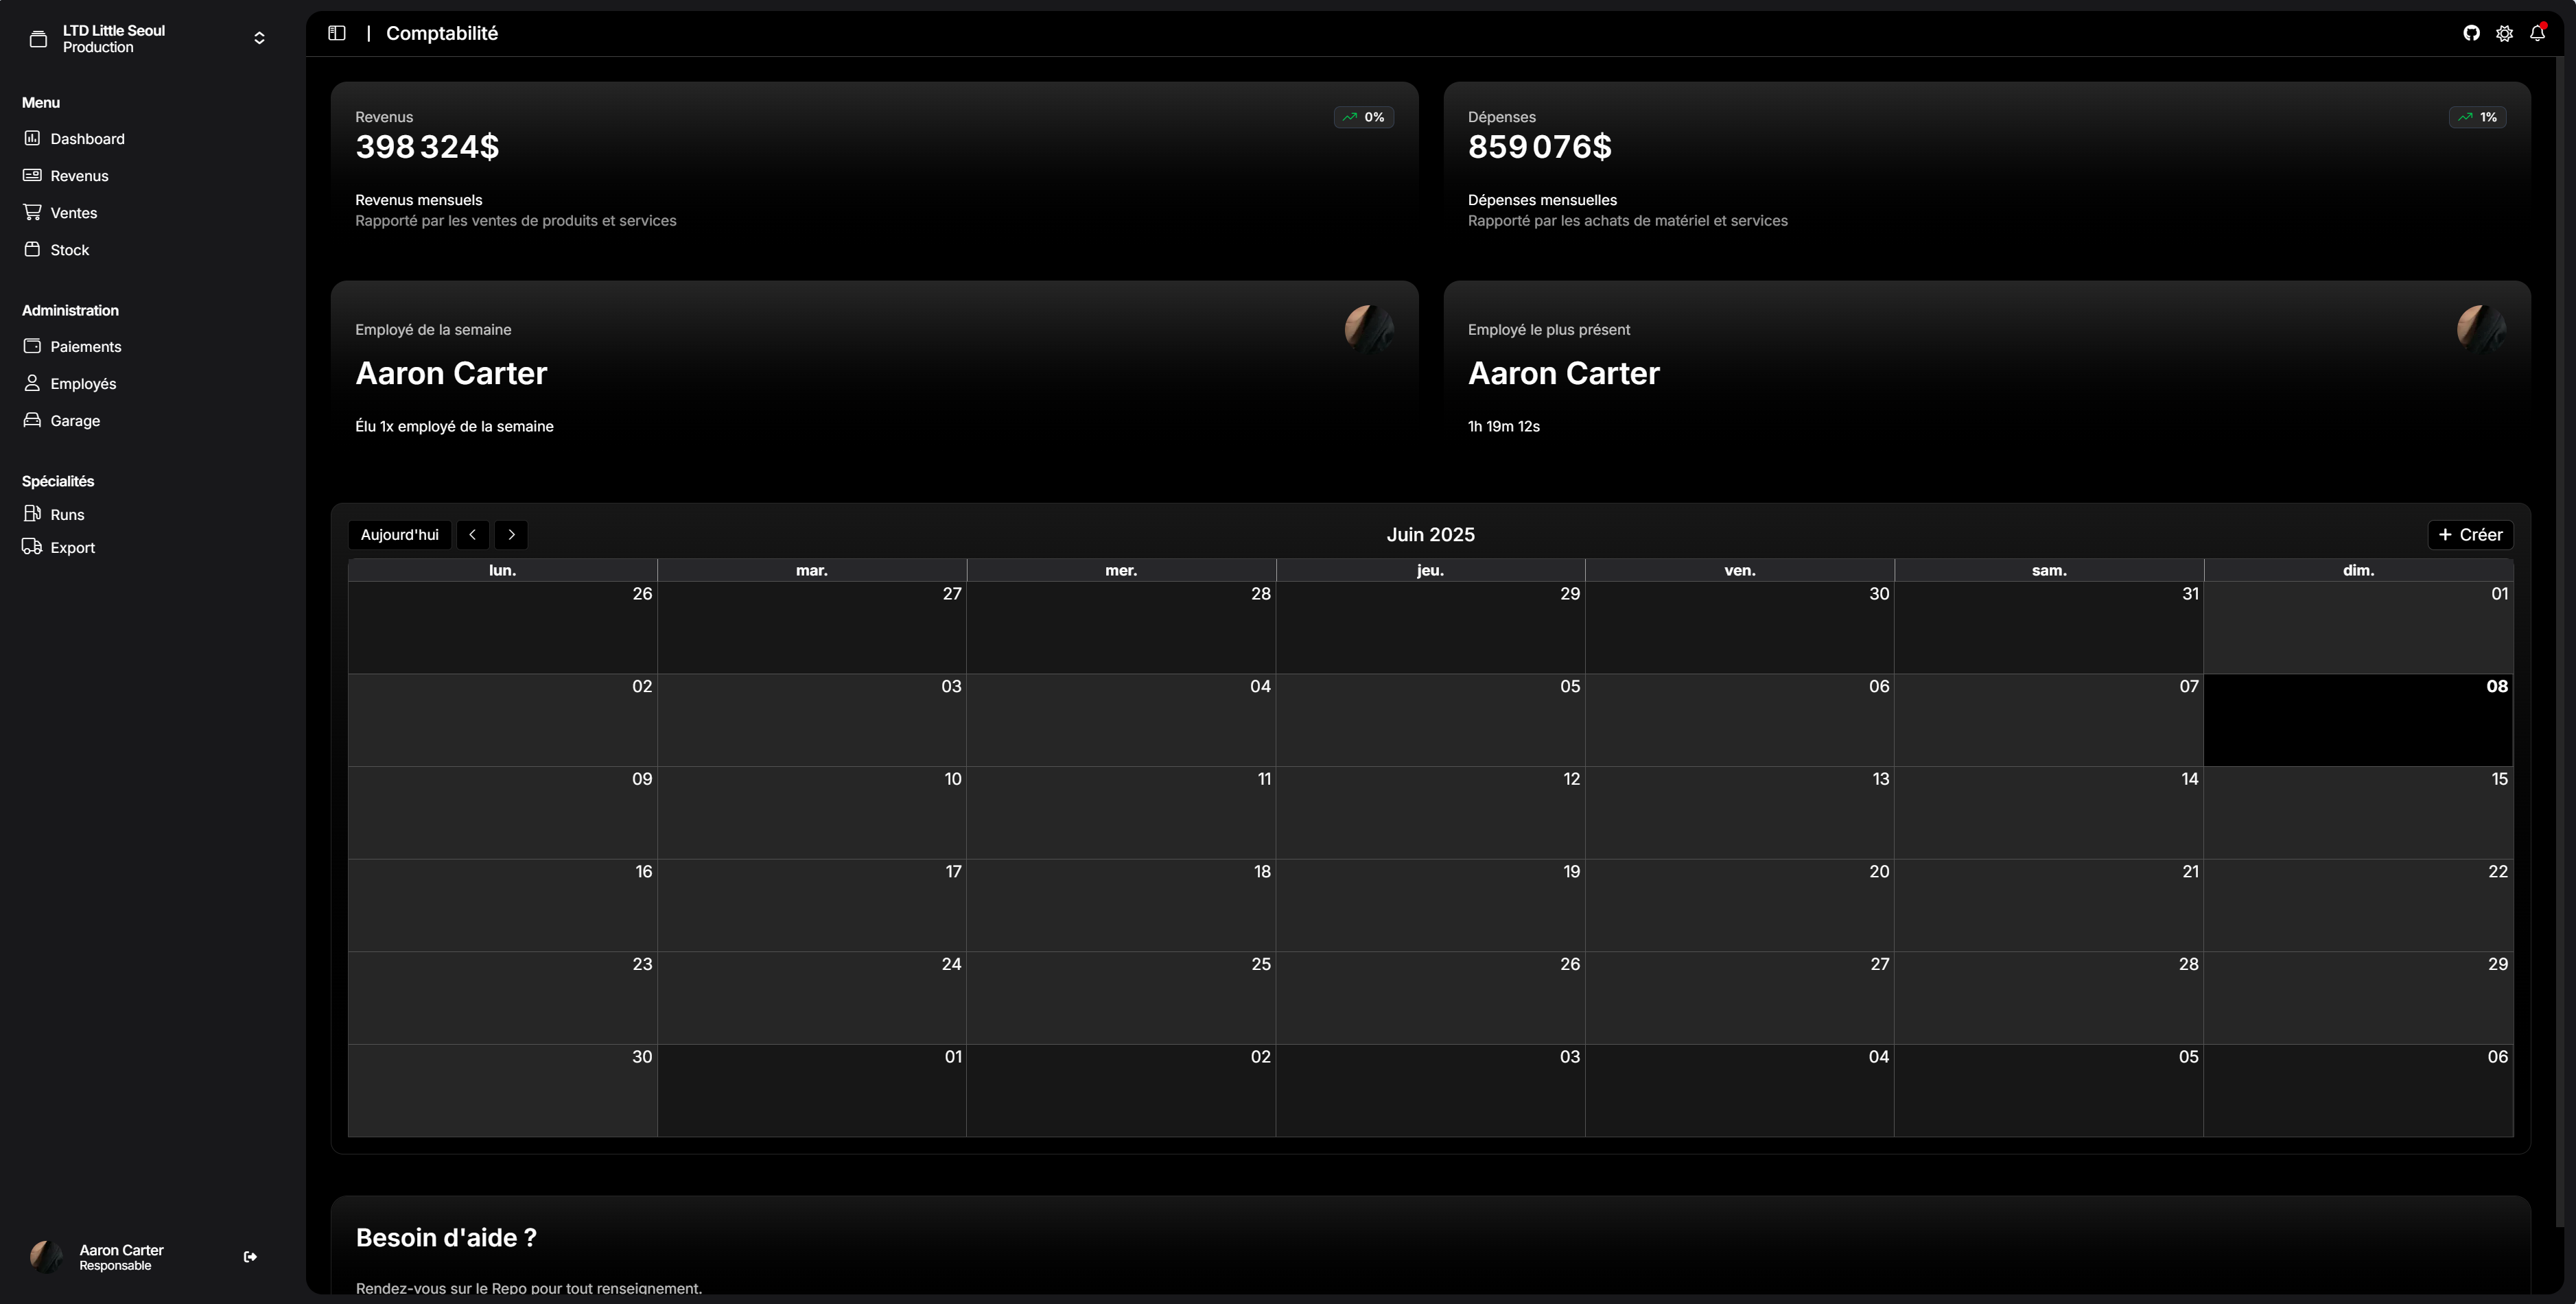 LTD Little Seoul
Production
Menu
Dashboard
Revenus
Ventes
Stock
Administration
Paiements
Employés
Garage
Spécialités
Runs
Export
Aaron Carter
Responsable
Comptabilité
Revenus
0%
398 324$
Revenus mensuels
Rapporté par les ventes de produits et services
Dépenses
1%
859 076$
Dépenses mensuelles
Rapporté par les achats de matériel et services
Employé de la semaine
Aaron Carter
Élu 1x employé de la semaine
Employé le plus présent
Aaron Carter
1h 19m 12s
Aujourd'hui
Juin 2025
+ Créer
lun. mar. mer. jeu. ven. sam. dim.
26 27 28 29 30 31 01
02 03 04 05 06 07 08
09 10 11 12 13 14 15
16 17 18 19 20 21 22
23 24 25 26 27 28 29
30 01 02 03 04 05 06
Besoin d'aide ?
Rendez-vous sur le Repo pour tout renseignement.